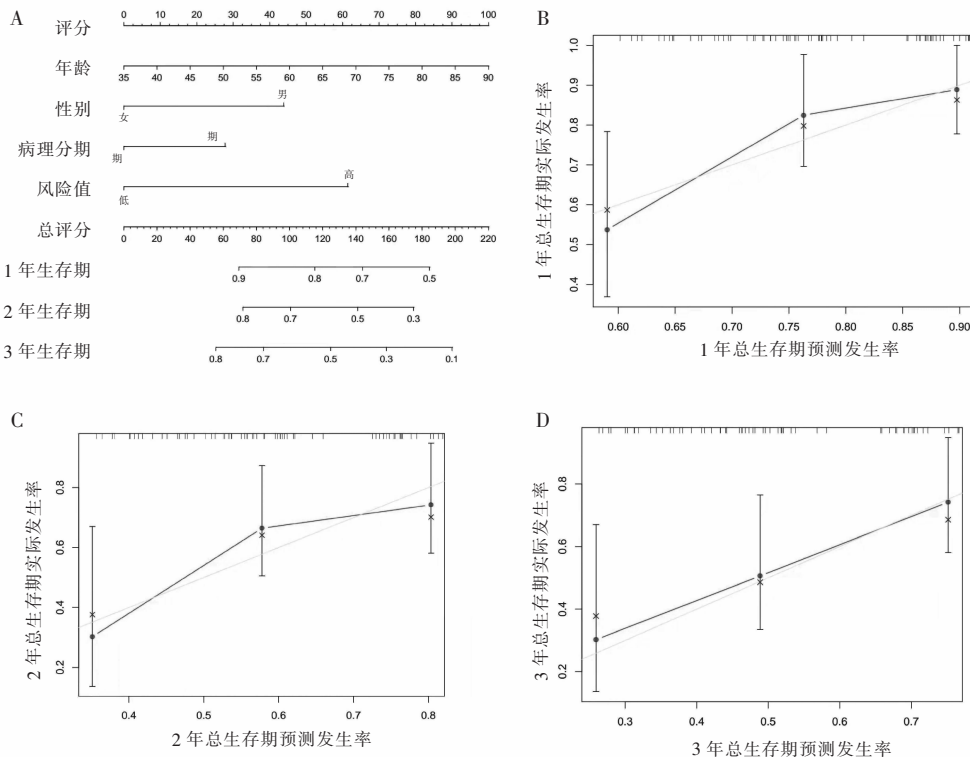 A
评分
0 10 20 30 40 50 60 70 80 90 100
年龄
35 40 45 50 55 60 65 70 75 80 85 90
性别
男
女
病理分期
期
期
风险值
高
低
总评分
0 20 40 60 80 100 120 140 160 180 200 220
1 年生存期
0.9 0.8 0.7 0.5
2 年生存期
0.8 0.7 0.5 0.3
3 年生存期
0.8 0.7 0.5 0.3 0.1
B
1 年总生存期实际发生率
1.0
0.9
0.8
0.7
0.6
0.5
0.4
0.60 0.65 0.70 0.75 0.80 0.85 0.90
1 年总生存期预测发生率
C
2 年总生存期实际发生率
0.8
0.6
0.4
0.2
0.4 0.5 0.6 0.7 0.8
2 年总生存期预测发生率
D
3 年总生存期实际发生率
0.8
0.6
0.4
0.2
0.3 0.4 0.5 0.6 0.7
3 年总生存期预测发生率